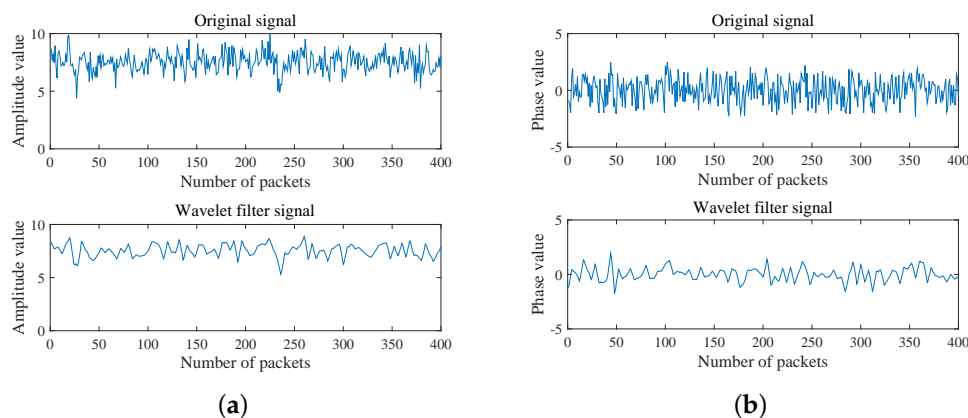 Original signal
Amplitude value
10
5
0
0 50 100 150 200 250 300 350 400
Number of packets
Wavelet filter signal
Amplitude value
10
5
0
0 50 100 150 200 250 300 350 400
Number of packets
(a)
Original signal
Phase value
5
0
-5
0 50 100 150 200 250 300 350 400
Number of packets
Wavelet filter signal
Phase value
5
0
-5
0 50 100 150 200 250 300 350 400
Number of packets
(b)